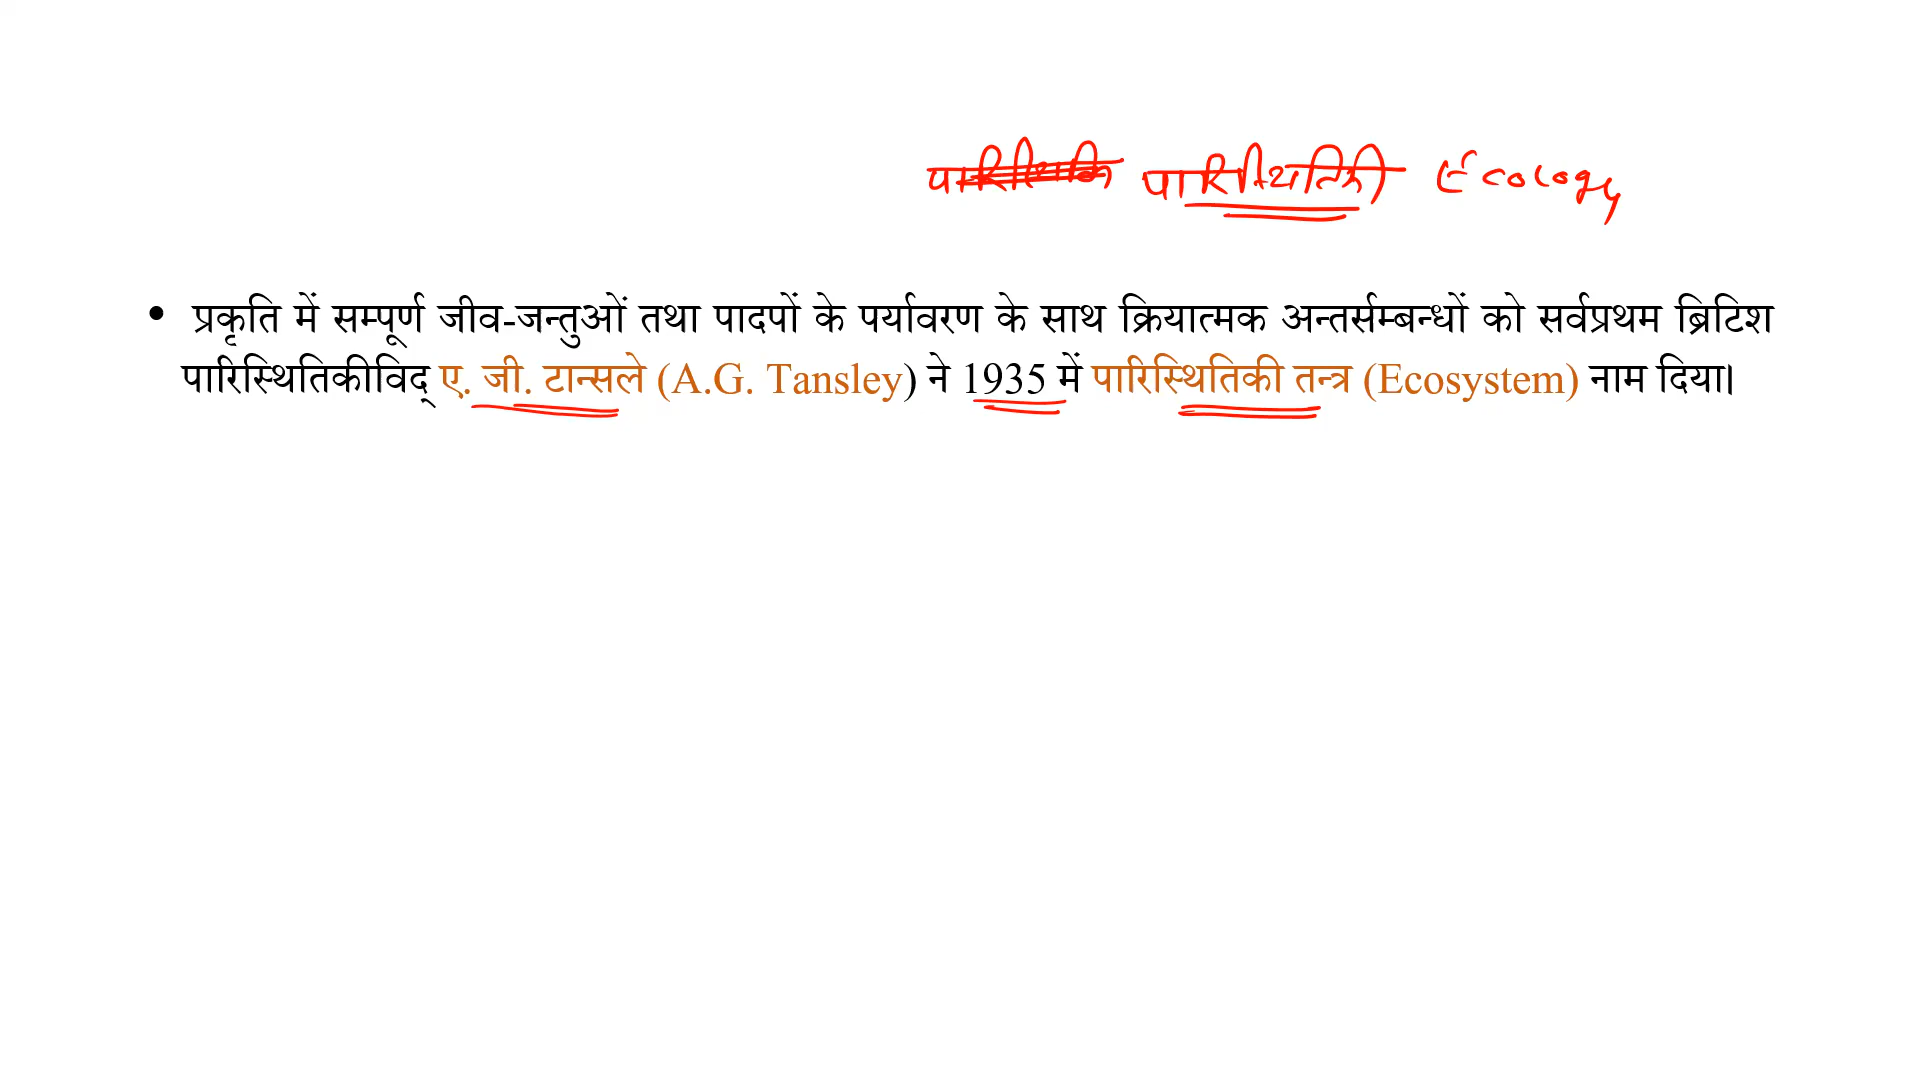 पारिस्थितिकी Ecology
• प्रकृति में सम्पूर्ण जीव-जन्तुओं तथा पादपों के पर्यावरण के साथ क्रियात्मक अन्तर्सम्बन्धों को सर्वप्रथम ब्रिटिश
पारिस्थितिकीविद् ए. जी. टान्सले (A.G. Tansley) ने 1935 में पारिस्थितिकी तन्त्र (Ecosystem) नाम दिया।